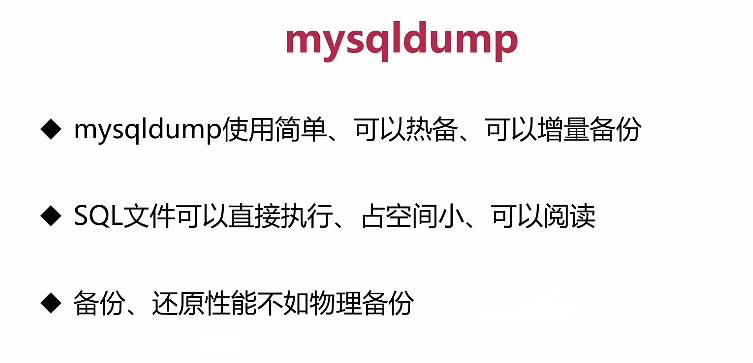 mysqldump
◆ mysqldump使用简单、可以热备、可以增量备份
◆ SQL文件可以直接执行、占空间小、可以阅读
◆ 备份、还原性能不如物理备份